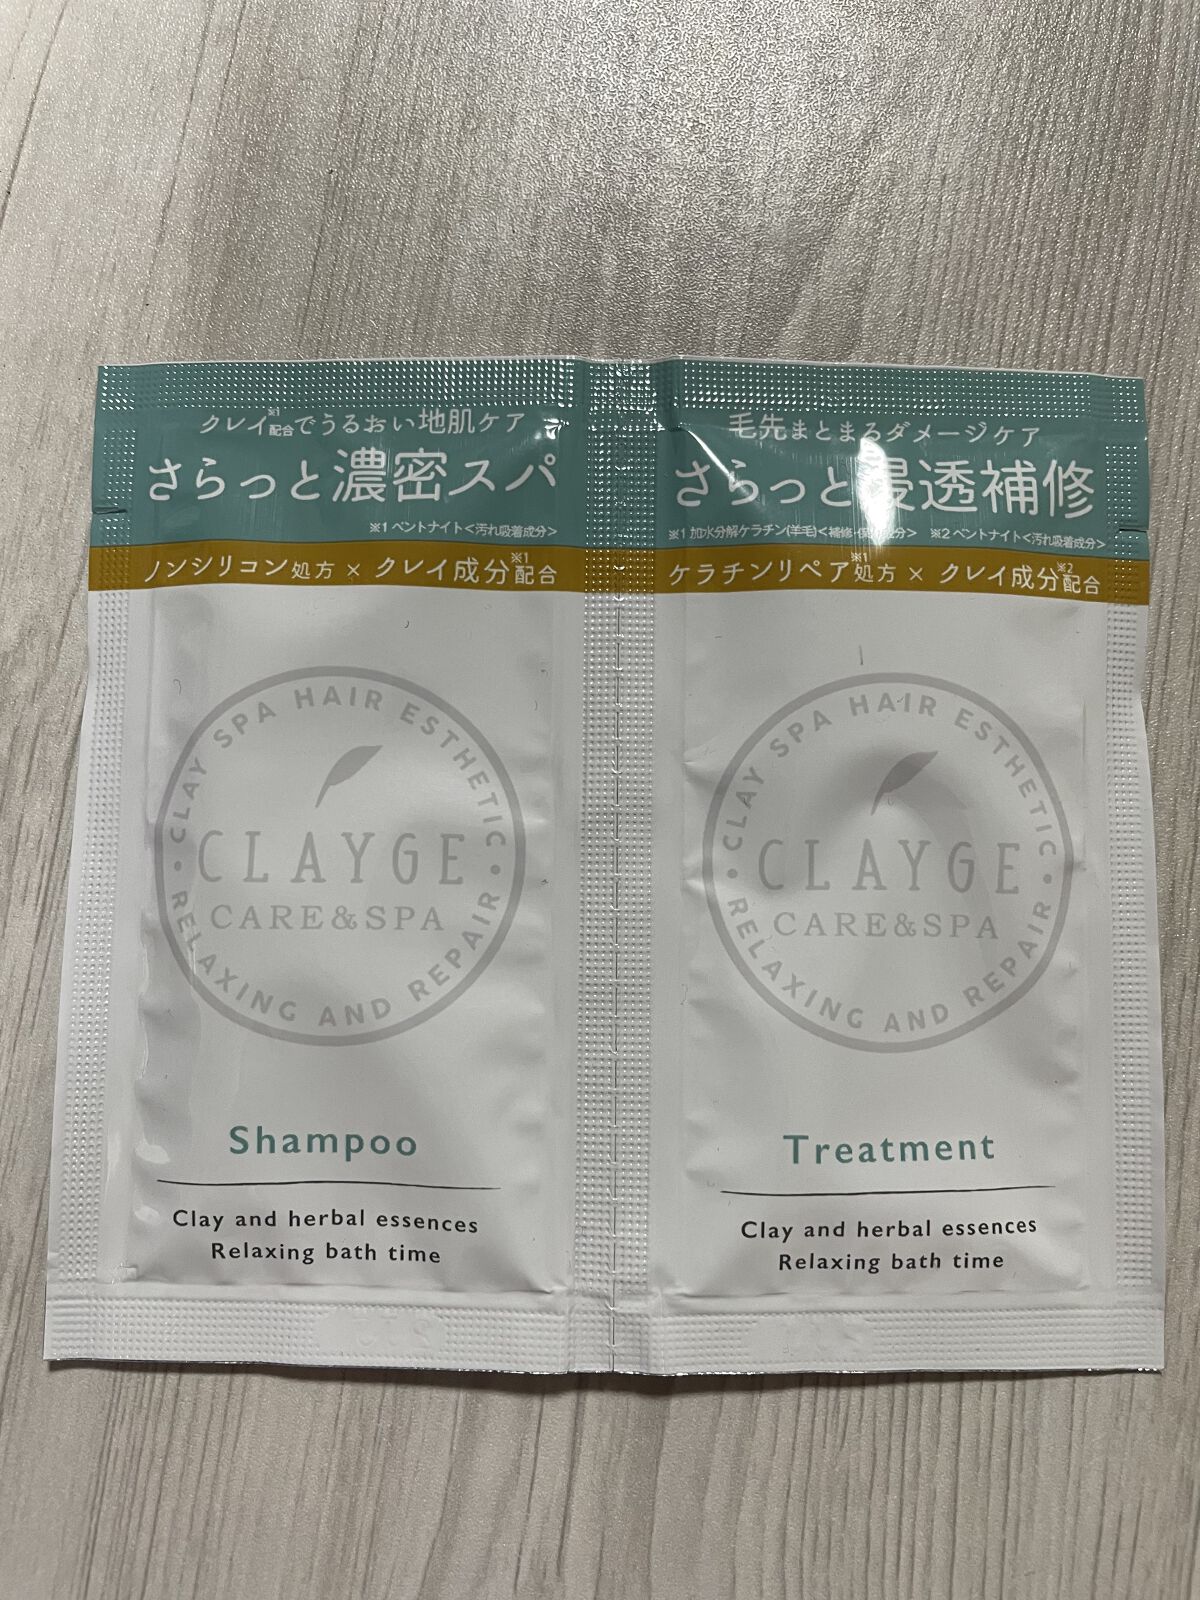 クレイ※1配合でうるおい地肌ケア
さらっと濃密スパ
※1 ベントナイト<汚れ吸着成分>
ノンシリコン処方 × クレイ成分※1配合
CLAY SPA HAIR ESTHETIC
CLAYGE
CARE&SPA
RELAXING AND REPAIR
Shampoo
Clay and herbal essences
Relaxing bath time
毛先まとまるダメージケア
さらっと浸透補修
※1 加水分解ケラチン(羊毛)<補修・成分> ※2 ベントナイト<汚れ吸着成分>
ケラチンリペア※1処方 × クレイ成分※2配合
CLAY SPA HAIR ESTHETIC
CLAYGE
CARE&SPA
RELAXING AND REPAIR
Treatment
Clay and herbal essences
Relaxing bath time